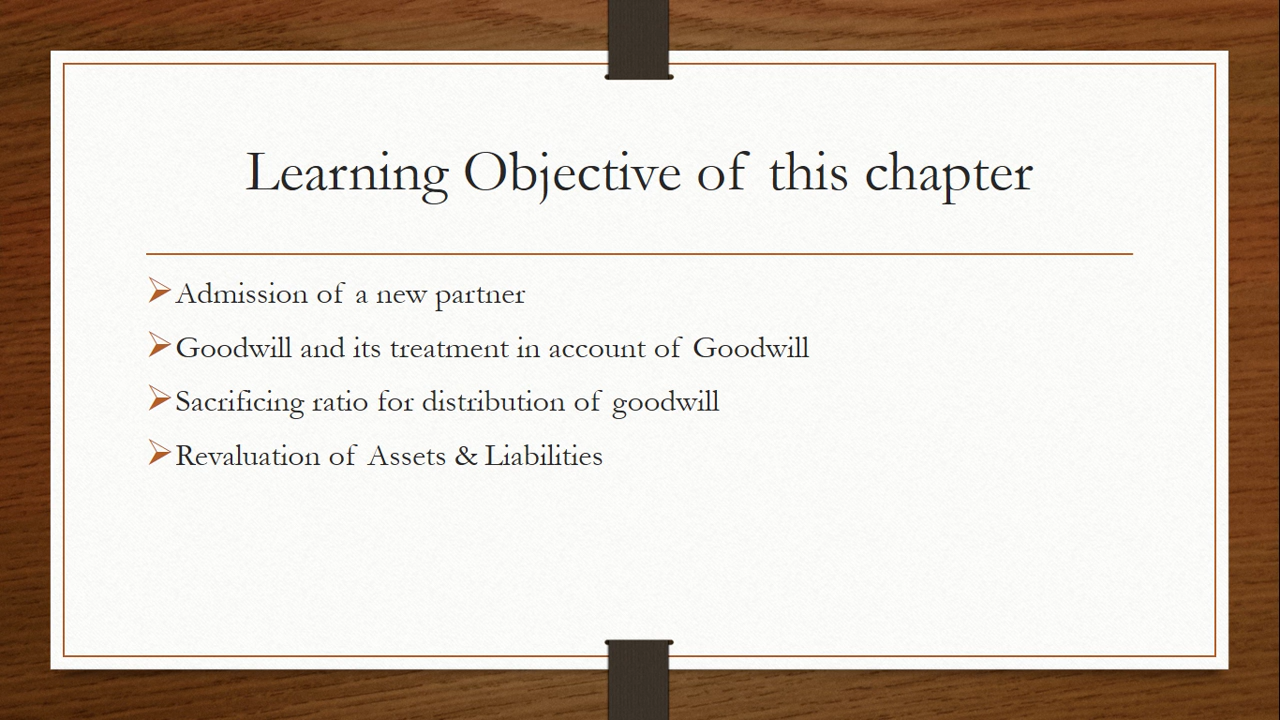 Learning Objective of this chapter
Admission of a new partner
Goodwill and its treatment in account of Goodwill
Sacrificing ratio for distribution of goodwill
Revaluation of Assets & Liabilities